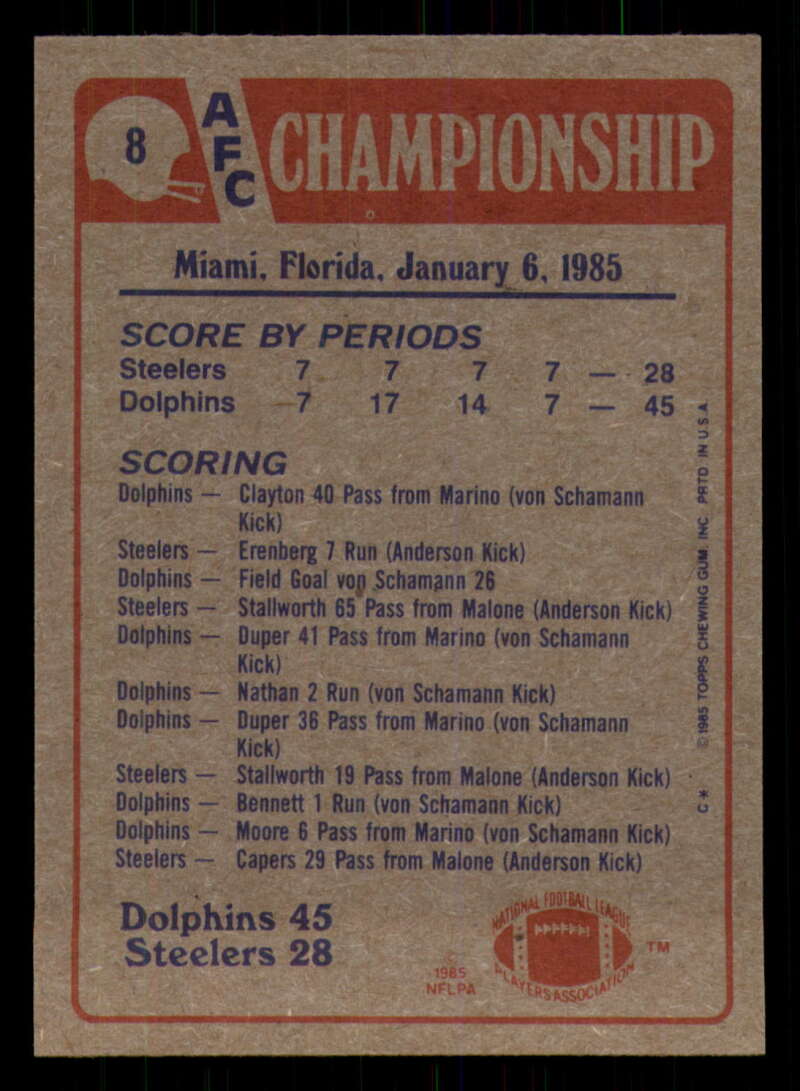 8
AFC
CHAMPIONSHIP
Miami, Florida, January 6, 1985
SCORE BY PERIODS
Steelers 7 7 7 7 — 28
Dolphins 7 17 14 7 — 45
SCORING
Dolphins — Clayton 40 Pass from Marino (von Schamann
Kick)
Steelers — Erenberg 7 Run (Anderson Kick)
Dolphins — Field Goal von Schamann 26
Steelers — Stallworth 65 Pass from Malone (Anderson Kick)
Dolphins — Duper 41 Pass from Marino (von Schamann
Kick)
Dolphins — Nathan 2 Run (von Schamann Kick)
Dolphins — Duper 36 Pass from Marino (von Schamann
Kick)
Steelers — Stallworth 19 Pass from Malone (Anderson Kick)
Dolphins — Bennett 1 Run (von Schamann Kick)
Dolphins — Moore 6 Pass from Marino (von Schamann Kick)
Steelers — Capers 29 Pass from Malone (Anderson Kick)
Dolphins 45
Steelers 28
© 1985
NFLPA
NATIONAL FOOTBALL LEAGUE
PLAYERS ASSOCIATION
TM
C* ©1985 TOPPS CHEWING GUM, INC. PRTD. IN U.S.A.